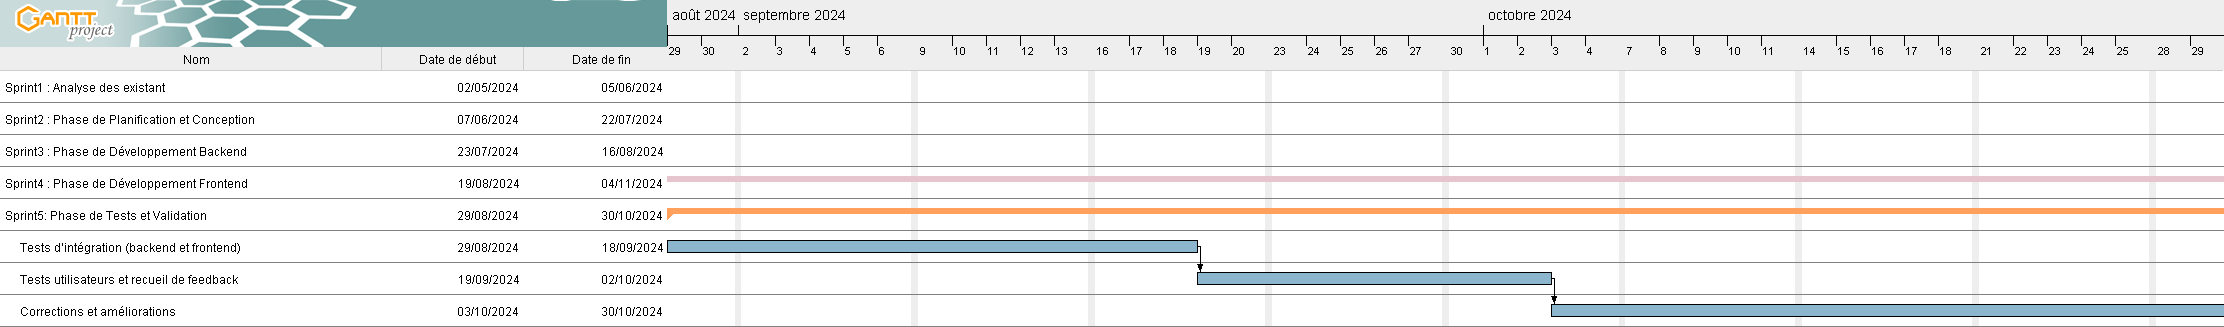 GANTT project
août 2024 septembre 2024 octobre 2024
29 30 2 3 4 5 6 9 10 11 12 13 16 17 18 19 20 23 24 25 26 27 30 1 2 3 4 7 8 9 10 11 14 15 16 17 18 21 22 23 24 25 28 29
Nom Date de début Date de fin
Sprint1 : Analyse des existant 02/05/2024 05/06/2024
Sprint2 : Phase de Planification et Conception 07/06/2024 22/07/2024
Sprint3 : Phase de Développement Backend 23/07/2024 16/08/2024
Sprint4 : Phase de Développement Frontend 19/08/2024 04/11/2024
Sprint5: Phase de Tests et Validation 29/08/2024 30/10/2024
Tests d'intégration (backend et frontend) 29/08/2024 18/09/2024
Tests utilisateurs et recueil de feedback 19/09/2024 02/10/2024
Corrections et améliorations 03/10/2024 30/10/2024